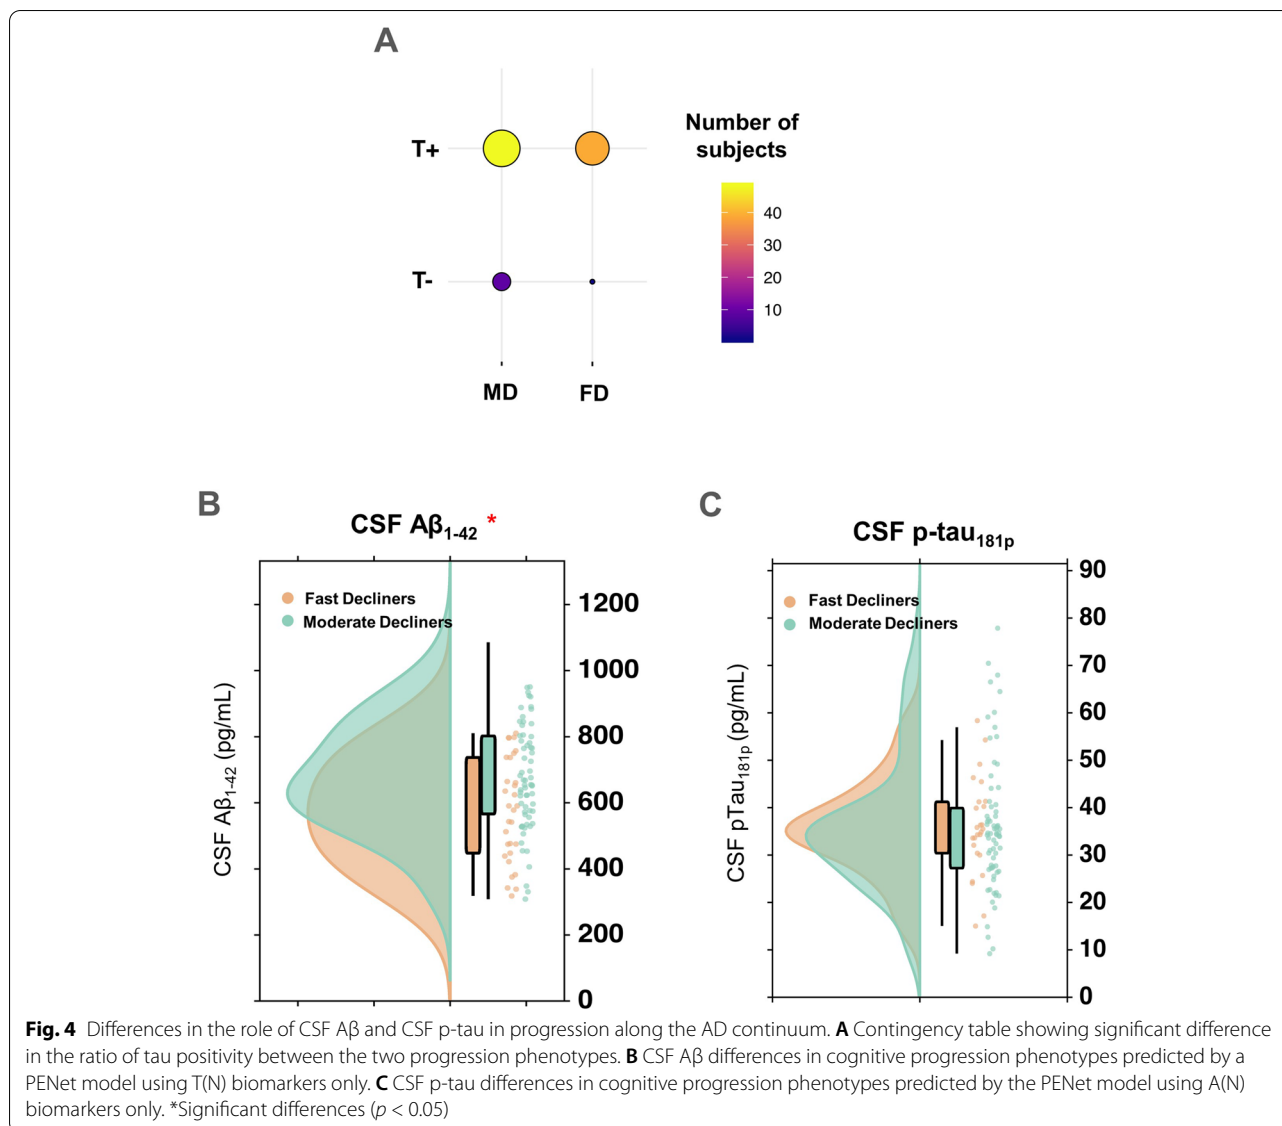 A
T+
T-
MD
FD
Number of
subjects
40
30
20
10
B
CSF Aβ1-42 *
Fast Decliners
Moderate Decliners
CSF Aβ1-42 (pg/mL)
1200
1000
800
600
400
200
0
C
CSF p-tau181p
Fast Decliners
Moderate Decliners
CSF pTau181p (pg/mL)
90
80
70
60
50
40
30
20
10
0
Fig. 4 Differences in the role of CSF Aβ and CSF p-tau in progression along the AD continuum. A Contingency table showing significant difference
in the ratio of tau positivity between the two progression phenotypes. B CSF Aβ differences in cognitive progression phenotypes predicted by a
PENet model using T(N) biomarkers only. C CSF p-tau differences in cognitive progression phenotypes predicted by the PENet model using A(N)
biomarkers only. *Significant differences (p < 0.05)